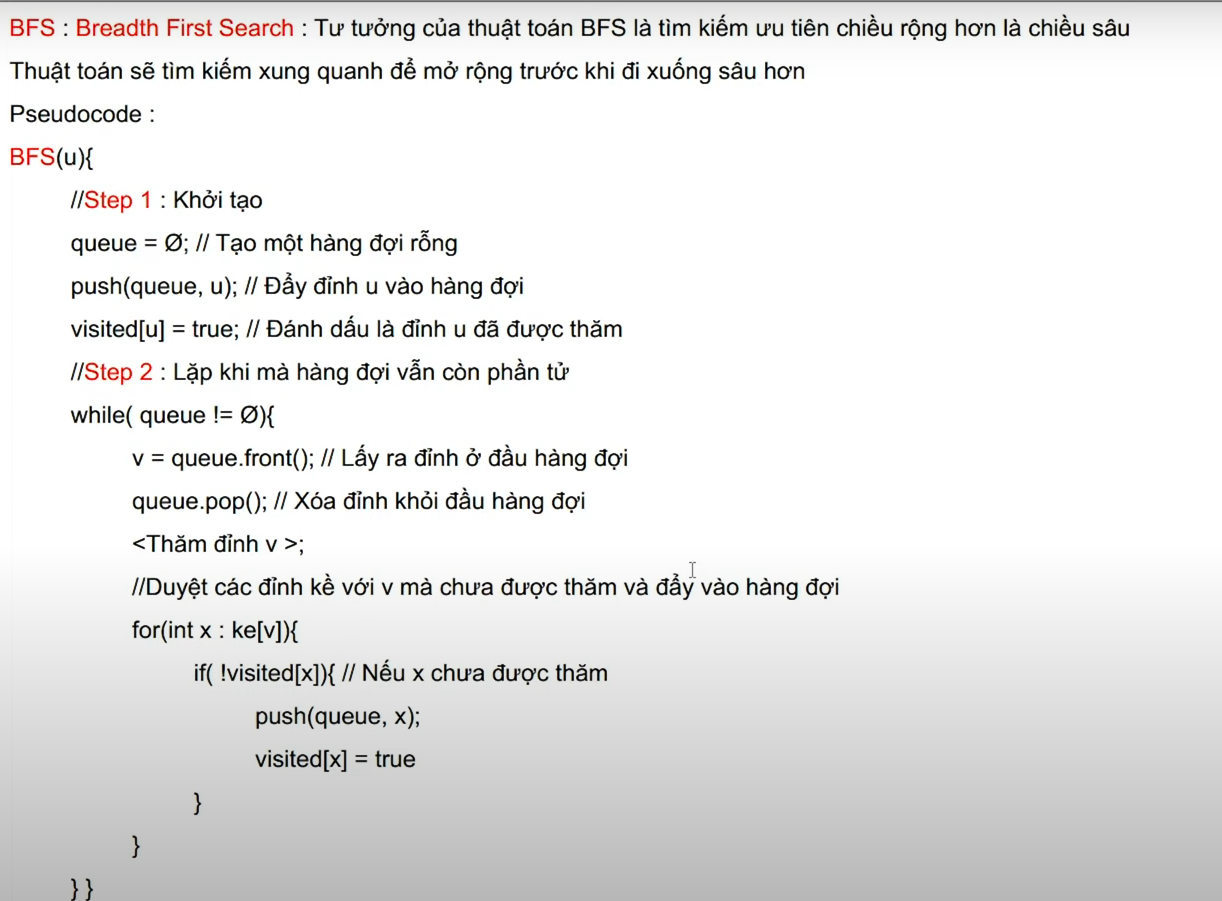 BFS : Breadth First Search : Tư tưởng của thuật toán BFS là tìm kiếm ưu tiên chiều rộng hơn là chiều sâu
Thuật toán sẽ tìm kiếm xung quanh để mở rộng trước khi đi xuống sâu hơn
Pseudocode :
BFS(u){
//Step 1 : Khởi tạo
queue = Ø; // Tạo một hàng đợi rỗng
push(queue, u); // Đẩy đỉnh u vào hàng đợi
visited[u] = true; // Đánh dấu là đỉnh u đã được thăm
//Step 2 : Lặp khi mà hàng đợi vẫn còn phần tử
while( queue != Ø){
v = queue.front(); // Lấy ra đỉnh ở đầu hàng đợi
queue.pop(); // Xóa đỉnh khỏi đầu hàng đợi
<Thăm đỉnh v >;
//Duyệt các đỉnh kề với v mà chưa được thăm và đẩy vào hàng đợi
for(int x : ke[v]){
if( !visited[x]){ // Nếu x chưa được thăm
push(queue, x);
visited[x] = true
}
}
} }